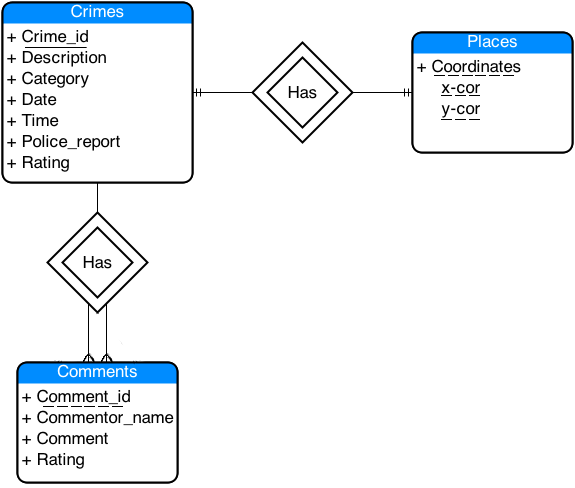 Crimes
+ Crime_id
+ Description
+ Category
+ Date
+ Time
+ Police_report
+ Rating
Has
Places
+ Coordinates
x-cor
y-cor
Has
Comments
+ Comment_id
+ Commentor_name
+ Comment
+ Rating